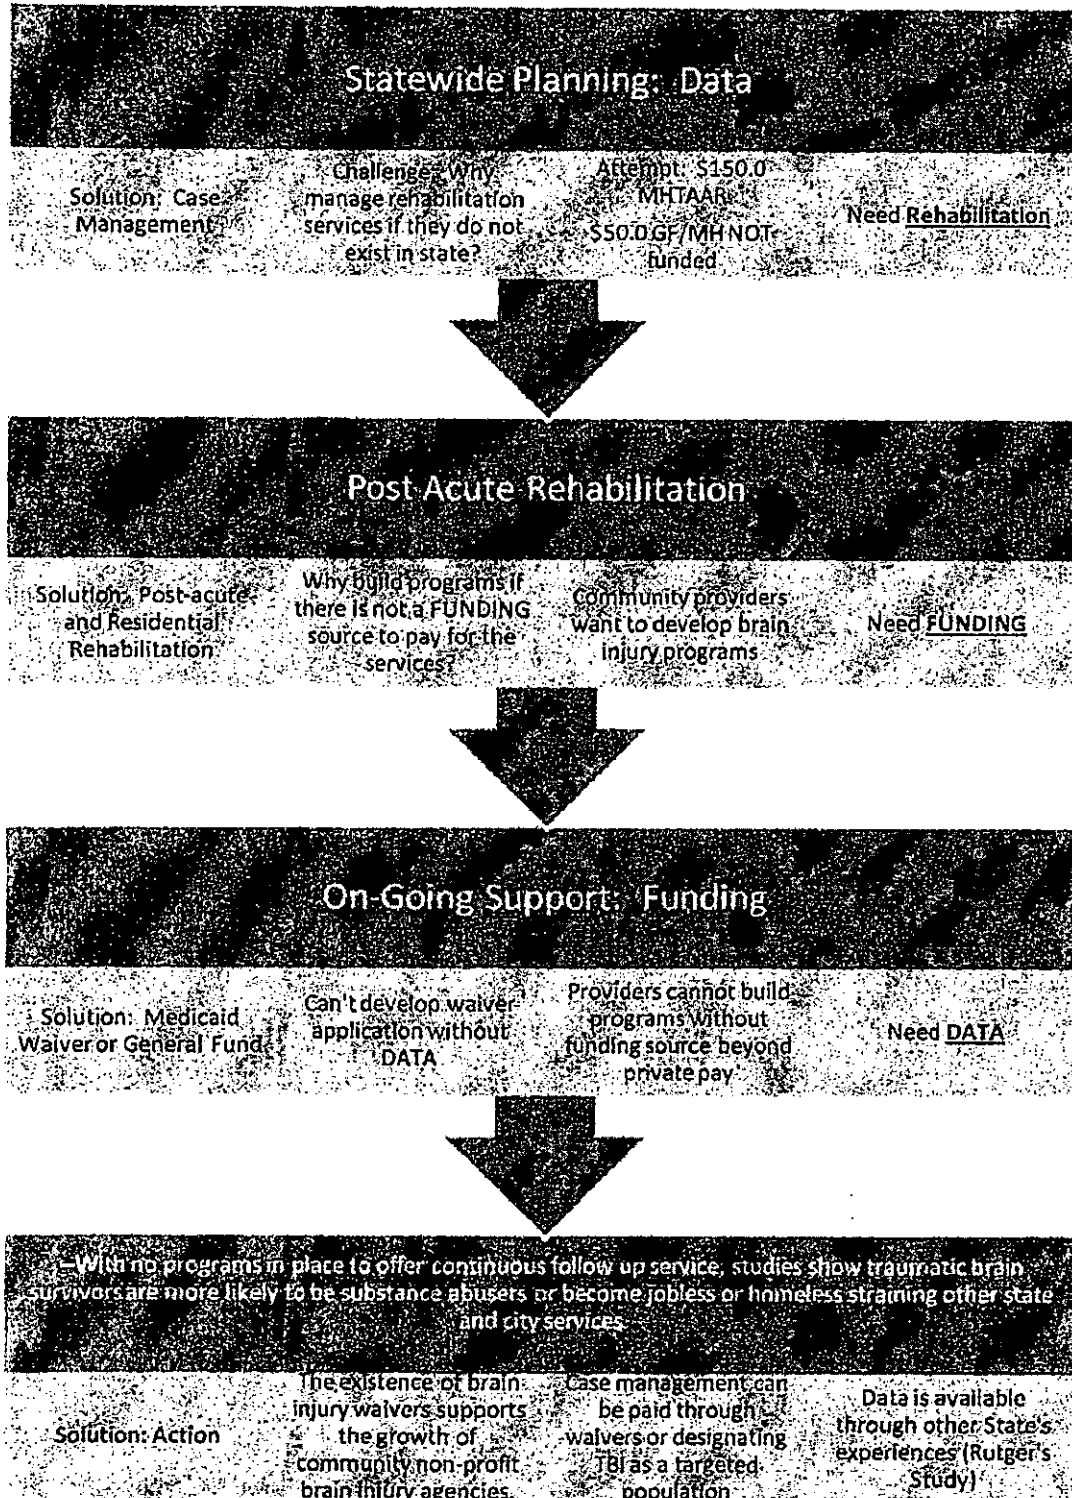 Statewide Planning: Data
Solution: Case
Management
Challenge: Why
manage rehabilitation
services if they do not
exist in state?
Attempt: $150.0
MHTAAR
$50.0 GF/MH NOT
funded
Need Rehabilitation
Post Acute Rehabilitation
Solution: Post-acute
and Residential
Rehabilitation
Why build programs if
there is not a FUNDING
source to pay for the
services?
Community providers
want to develop brain
injury programs
Need FUNDING
On-Going Support: Funding
Solution: Medicaid
Waiver or General Fund
Can't develop waiver
application without
DATA
Providers cannot build
programs without
funding source beyond
private pay
Need DATA
—With no programs in place to offer continuous follow up service, studies show traumatic brain
survivors are more likely to be substance abusers or become jobless or homeless straining other state
and city services
Solution: Action
The existence of brain
injury waivers supports
the growth of
community non-profit
brain injury agencies.
Case management can
be paid through
waivers or designating
TBI as a targeted
population
Data is available
through other State's
experiences (Rutger's
Study)